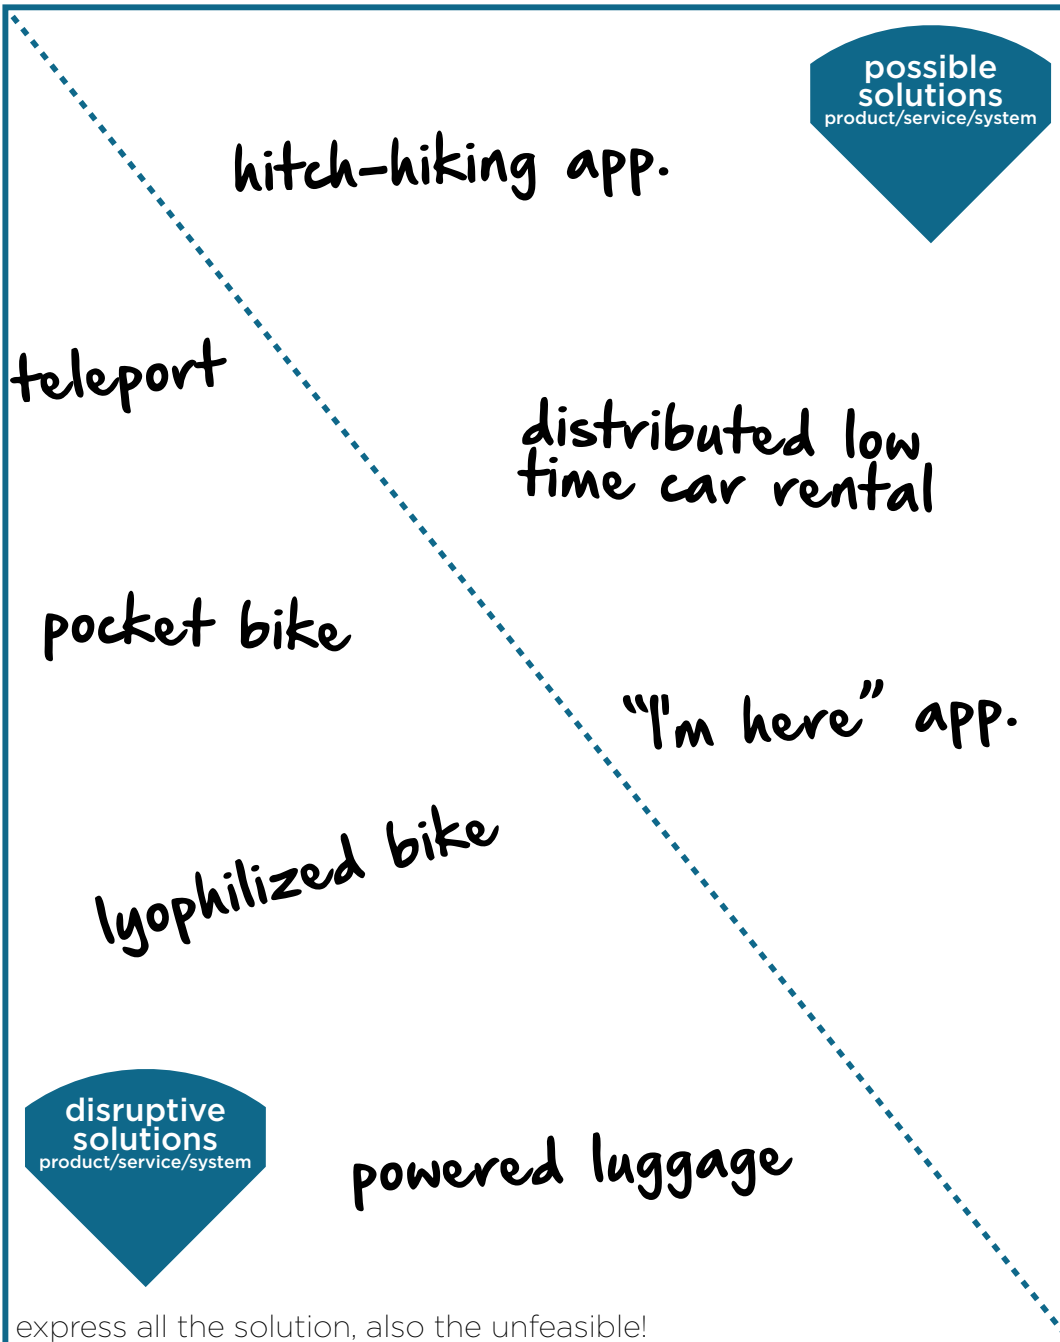 possible
solutions
product/service/system
hitch-hiking app.
teleport
distributed low
time car rental
pocket bike
“I'm here” app.
lyophilized bike
disruptive
solutions
product/service/system
powered luggage
express all the solution, also the unfeasible!